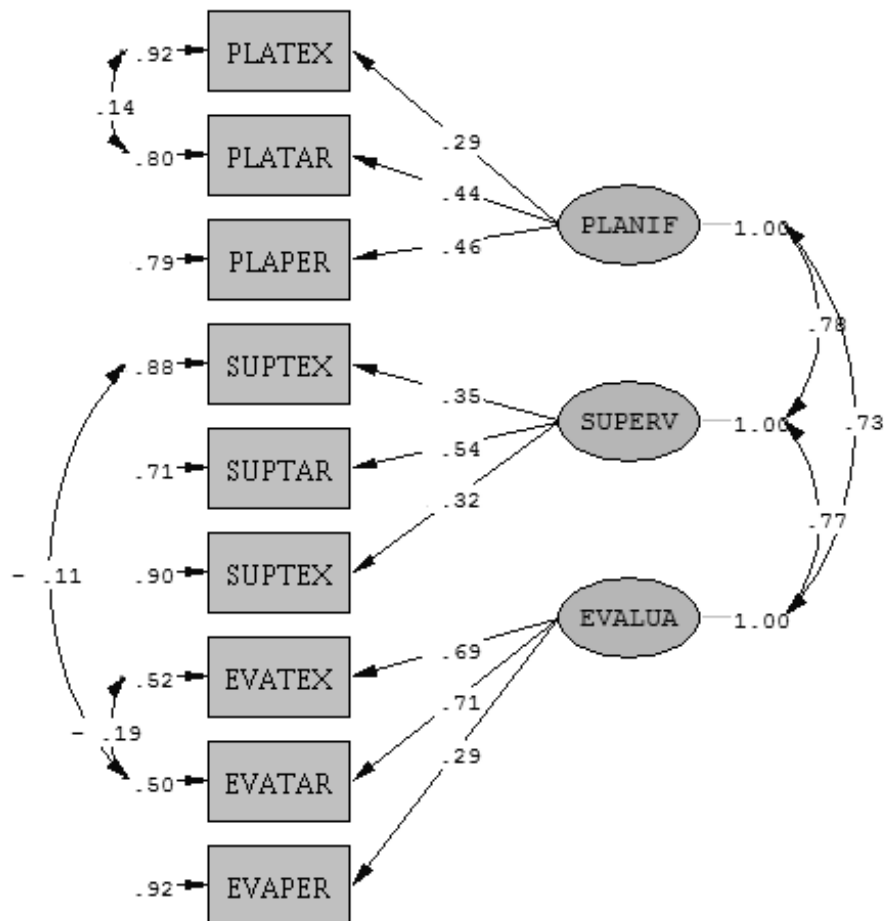 .92 PLATEX
.14
.29
.80 PLATAR
.44
PLANIF 1.00
.46
.79 PLAPER
.78
.88 SUPTEX
.35
SUPERV 1.00 .73
.54
.71 SUPTAR
.32
.77
- .11
.90 SUPTEX
EVALUA 1.00
.69
.52 EVATEX
.71
- .19
.29
.50 EVATAR
.92 EVAPER